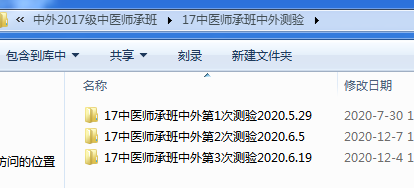 « 中外2017级中医师承班 ▸ 17中医师承班中外测验 ▸
包含到库中 ▼ 共享 ▼ 刻录 新建文件夹
名称 修改日期
17中医师承班中外第1次测验2020.5.29 2020-7-30 1
17中医师承班中外第2次测验2020.6.5 2020-12-7 1
17中医师承班中外第3次测验2020.6.19 2020-12-4 1
访问的位置